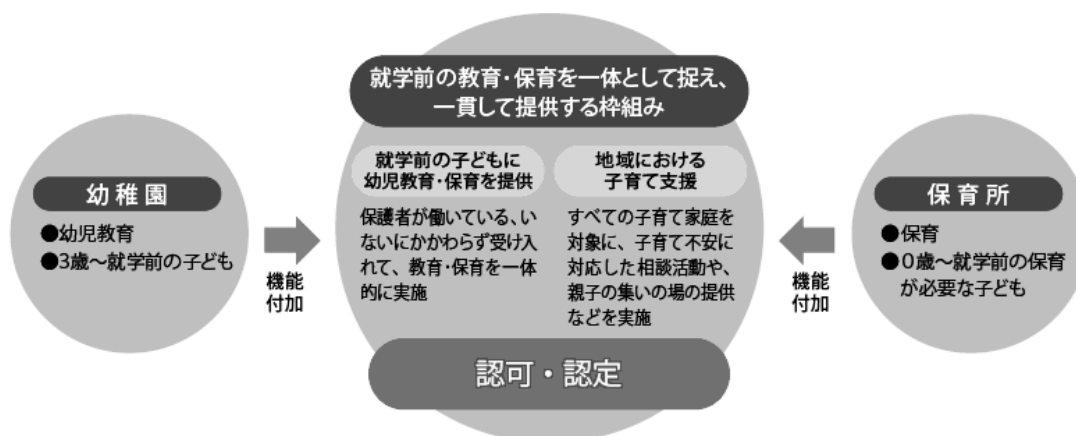 就学前の教育・保育を一体として捉え、
一貫して提供する枠組み
幼稚園
●幼児教育
●3歳～就学前の子ども
機能
付加
就学前の子どもに
幼児教育・保育を提供
保護者が働いている、い
ないにかかわらず受け入
れて、教育・保育を一体
的に実施
地域における
子育て支援
すべての子育て家庭を
対象に、子育て不安に
対応した相談活動や、
親子の集いの場の提供
などを実施
保育所
●保育
●0歳～就学前の保育
が必要な子ども
機能
付加
認可・認定